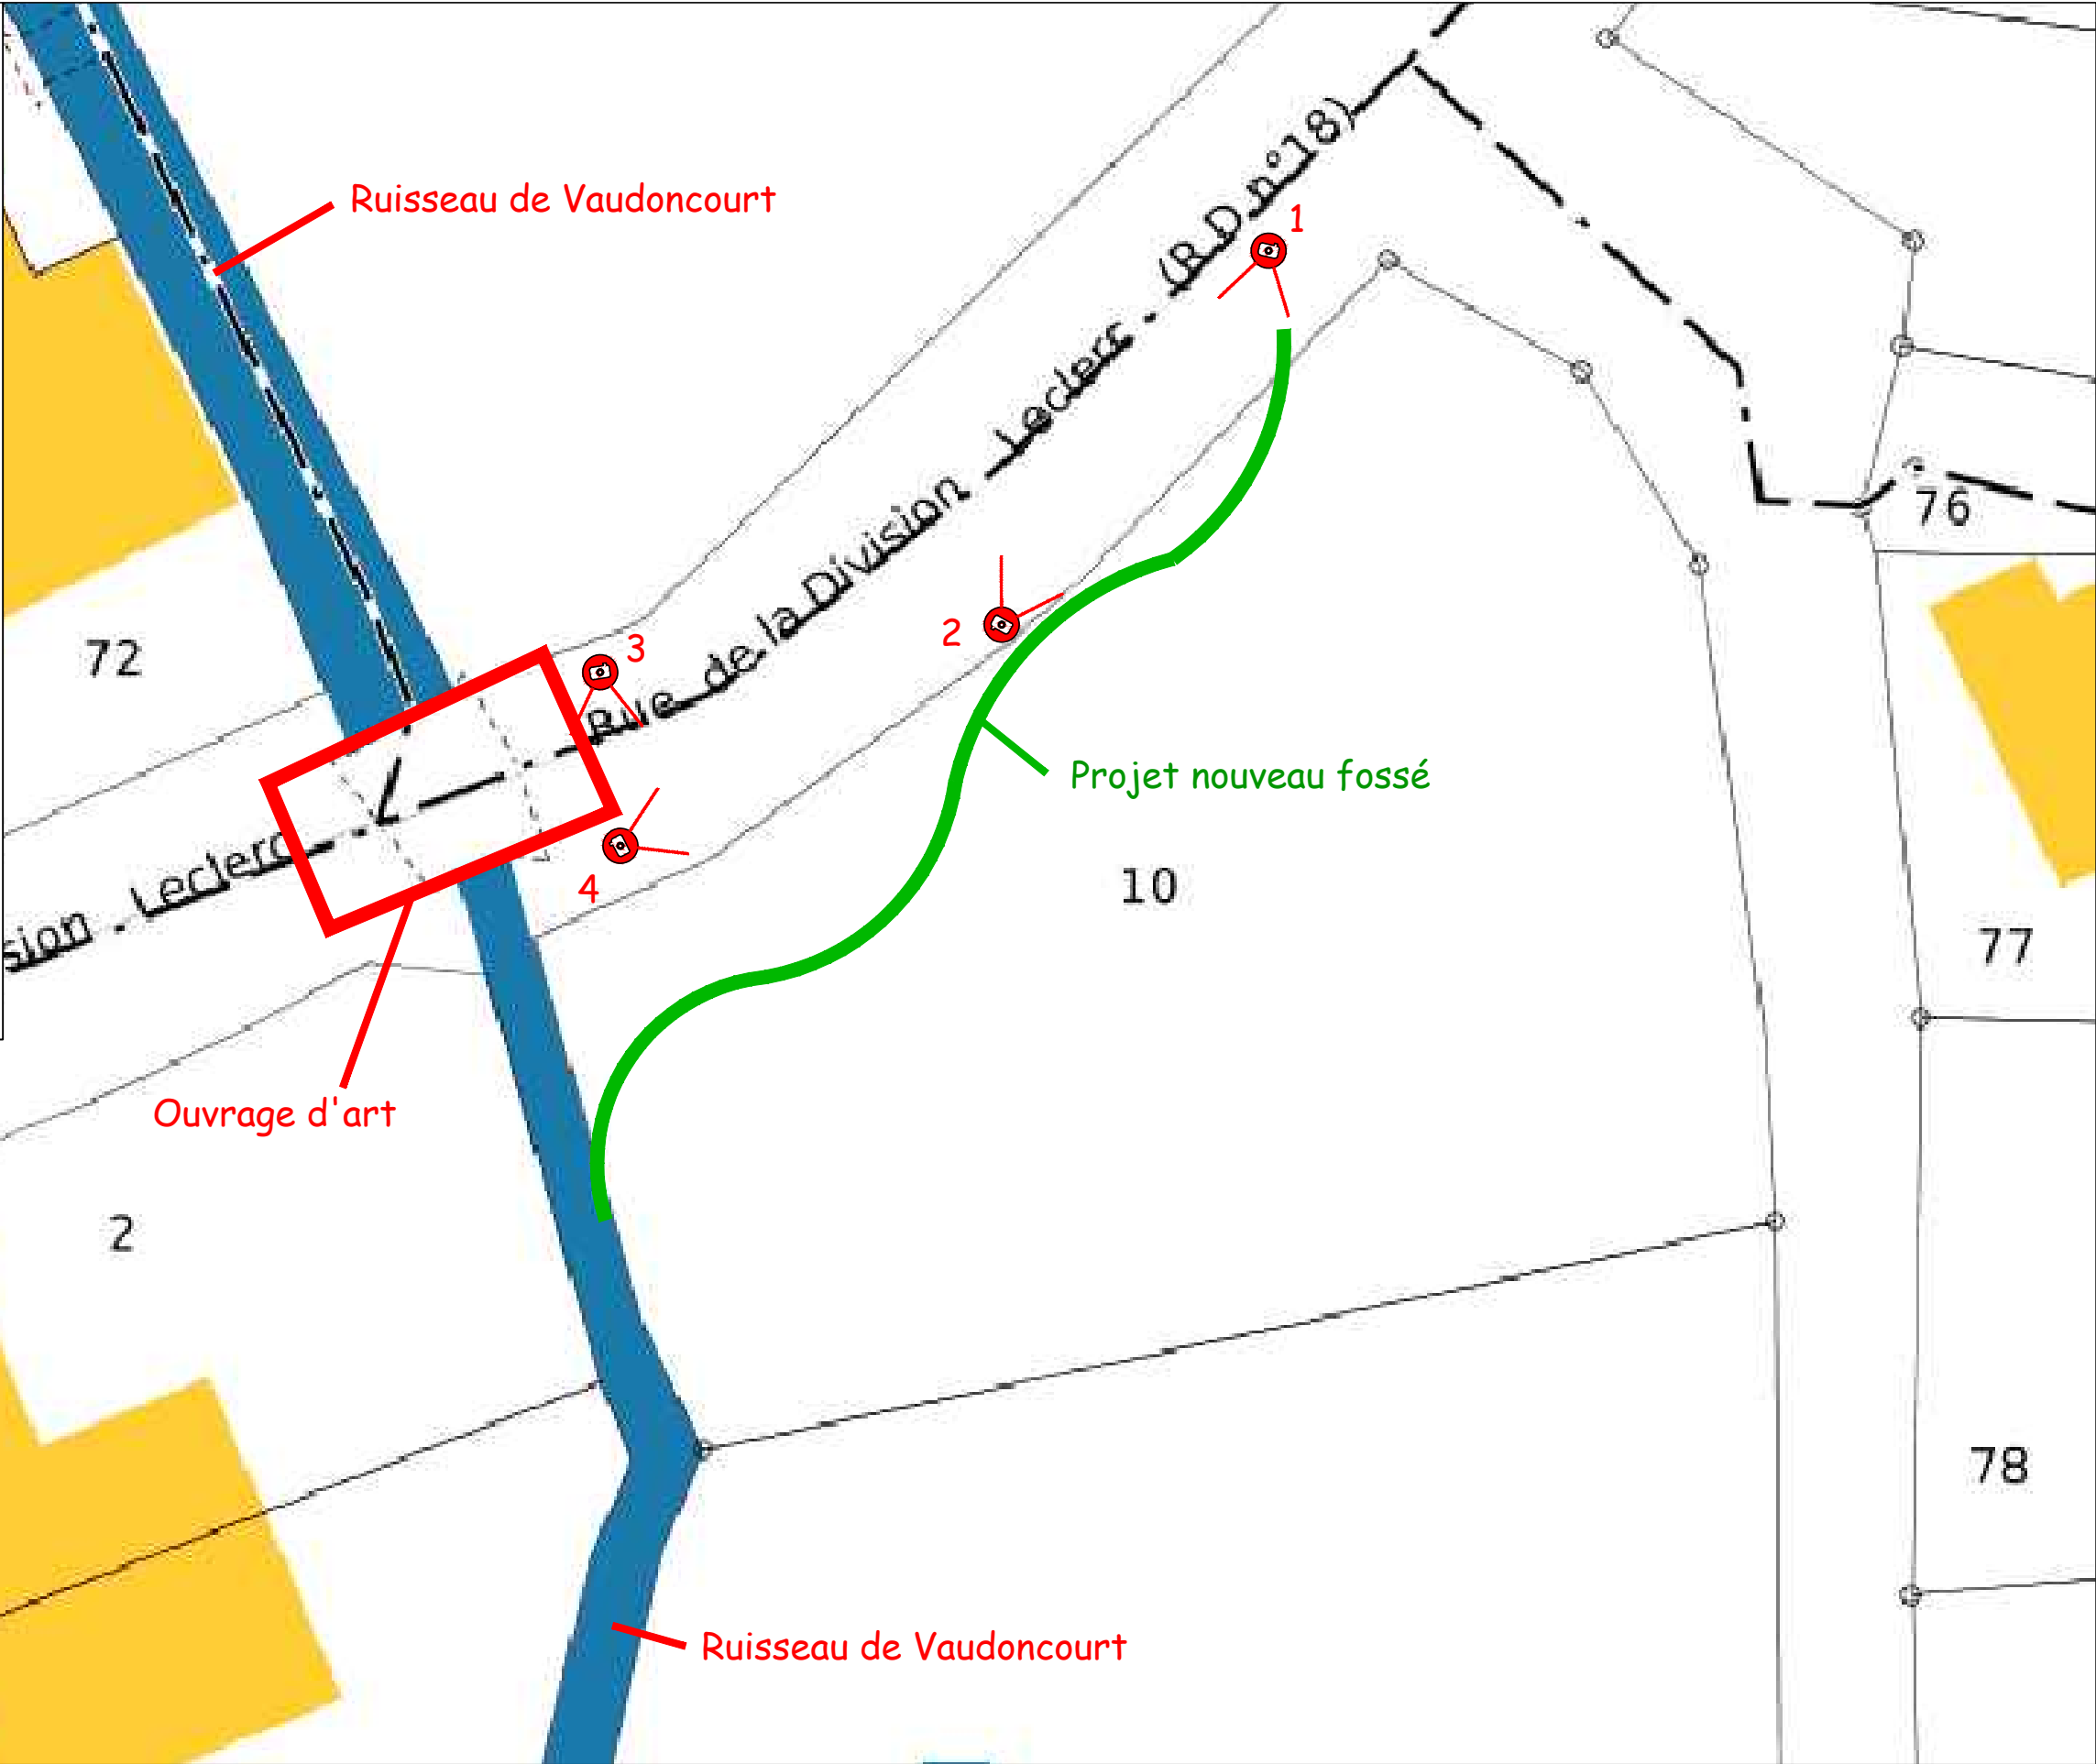 Ruisseau de Vaudoncourt
1
Rue de la Division Leclerc - (R.D.n°18)
76
2
3
72
Projet nouveau fossé
4
10
sion . Leclerc
77
Ouvrage d'art
2
78
Ruisseau de Vaudoncourt